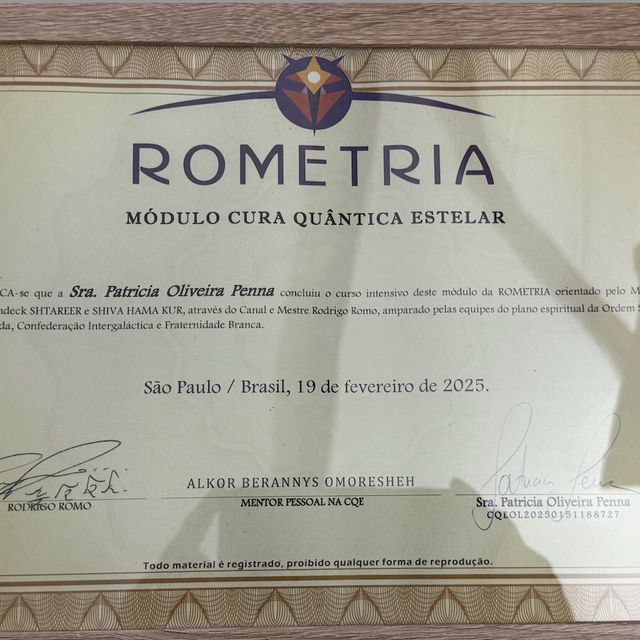 ROMETRIA
MÓDULO CURA QUÂNTICA ESTELAR
CA-se que a Sra. Patricia Oliveira Penna concluiu o curso intensivo deste módulo da ROMETRIA orientado pelo M
ndeck SHTAREER e SHIVA HAMA KUR, através do Canal e Mestre Rodrigo Romo, amparado pelas equipes do plano espiritual da Ordem S
da, Confederação Intergaláctica e Fraternidade Branca.
São Paulo / Brasil, 19 de fevereiro de 2025.
RODRIGO ROMO
ALKOR BERANNYS OMORESHEH
MENTOR PESSOAL NA CQE
Sra. Patricia Oliveira Penna
CQEOL20250151188727
Todo material é registrado, proibido qualquer forma de reprodução.